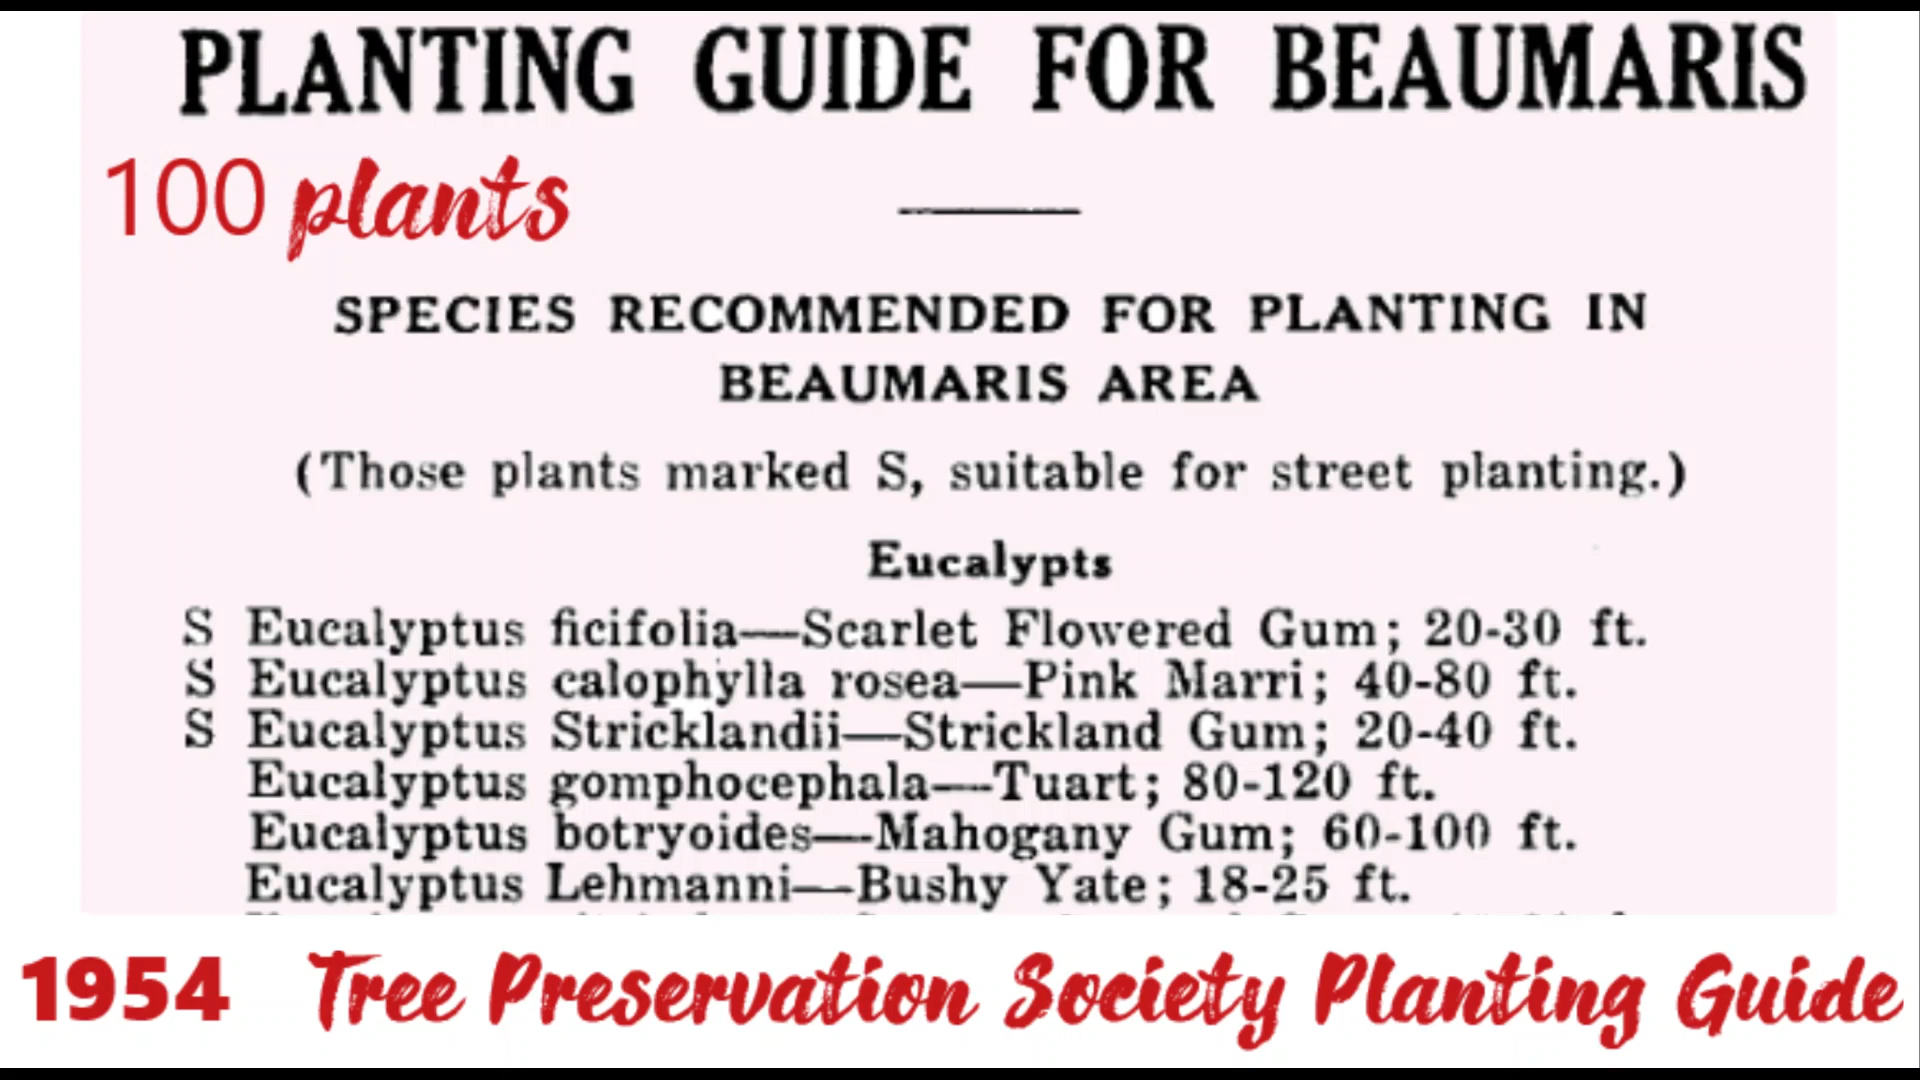 PLANTING GUIDE FOR BEAUMARIS
100 plants
SPECIES RECOMMENDED FOR PLANTING IN
BEAUMARIS AREA
(Those plants marked S, suitable for street planting.)
Eucalypts
S Eucalyptus ficifolia—Scarlet Flowered Gum; 20-30 ft.
S Eucalyptus calophylla rosea—Pink Marri; 40-80 ft.
S Eucalyptus Stricklandii—Strickland Gum; 20-40 ft.
Eucalyptus gomphocephala—Tuart; 80-120 ft.
Eucalyptus botryoides—Mahogany Gum; 60-100 ft.
Eucalyptus Lehmanni—Bushy Yate; 18-25 ft.
1954 Tree Preservation Society Planting Guide